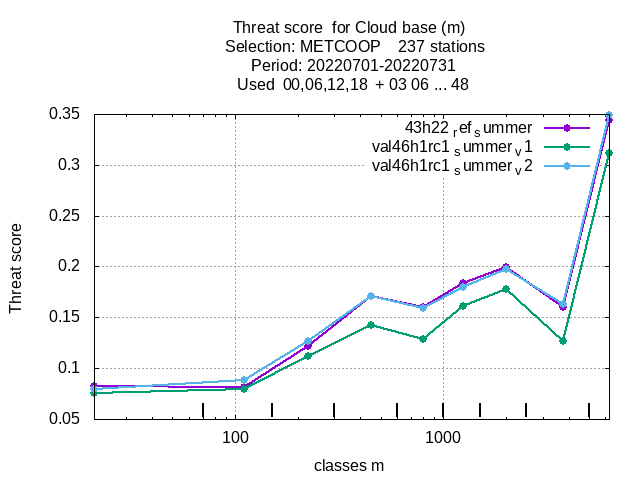 Threat score  for Cloud base (m)
Selection: METCOOP    237 stations
Period: 20220701-20220731
Used  00,06,12,18  + 03 06 ... 48
0.35
0.3
0.25
0.2
0.15
0.1
0.05
Threat score
43h22 ref summer
val46h1rc1 summer v1
val46h1rc1 summer v2
100
1000
classes m